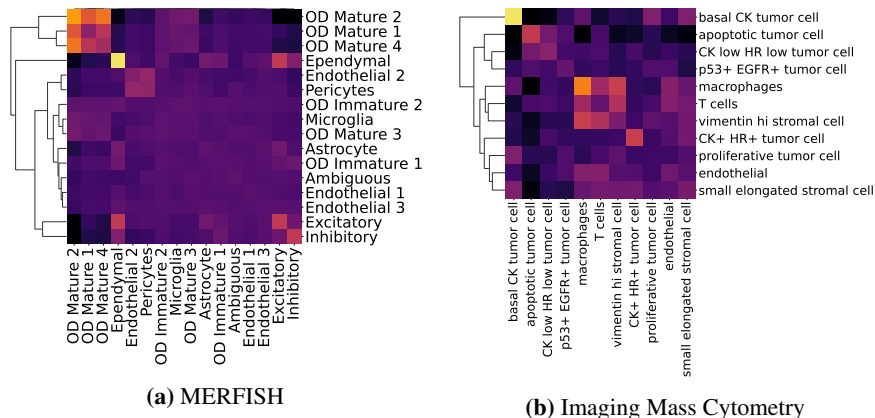 OD Mature 2
OD Mature 1
OD Mature 4
Ependymal
Endothelial 2
Pericytes
OD Immature 2
Microglia
OD Mature 3
Astrocyte
OD Immature 1
Ambiguous
Endothelial 1
Endothelial 3
Excitatory
Inhibitory
OD Mature 2
OD Mature 1
OD Mature 4
Ependymal
Endothelial 2
Pericytes
OD Immature 2
Microglia
OD Mature 3
Astrocyte
OD Immature 1
Ambiguous
Endothelial 1
Endothelial 3
Excitatory
Inhibitory
(a) MERFISH
basal CK tumor cell
apoptotic tumor cell
CK low HR low tumor cell
p53+ EGFR+ tumor cell
macrophages
T cells
vimentin hi stromal cell
CK+ HR+ tumor cell
proliferative tumor cell
endothelial
small elongated stromal cell
basal CK tumor cell
apoptotic tumor cell
CK low HR low tumor cell
p53+ EGFR+ tumor cell
macrophages
T cells
vimentin hi stromal cell
CK+ HR+ tumor cell
proliferative tumor cell
endothelial
small elongated stromal cell
(b) Imaging Mass Cytometry